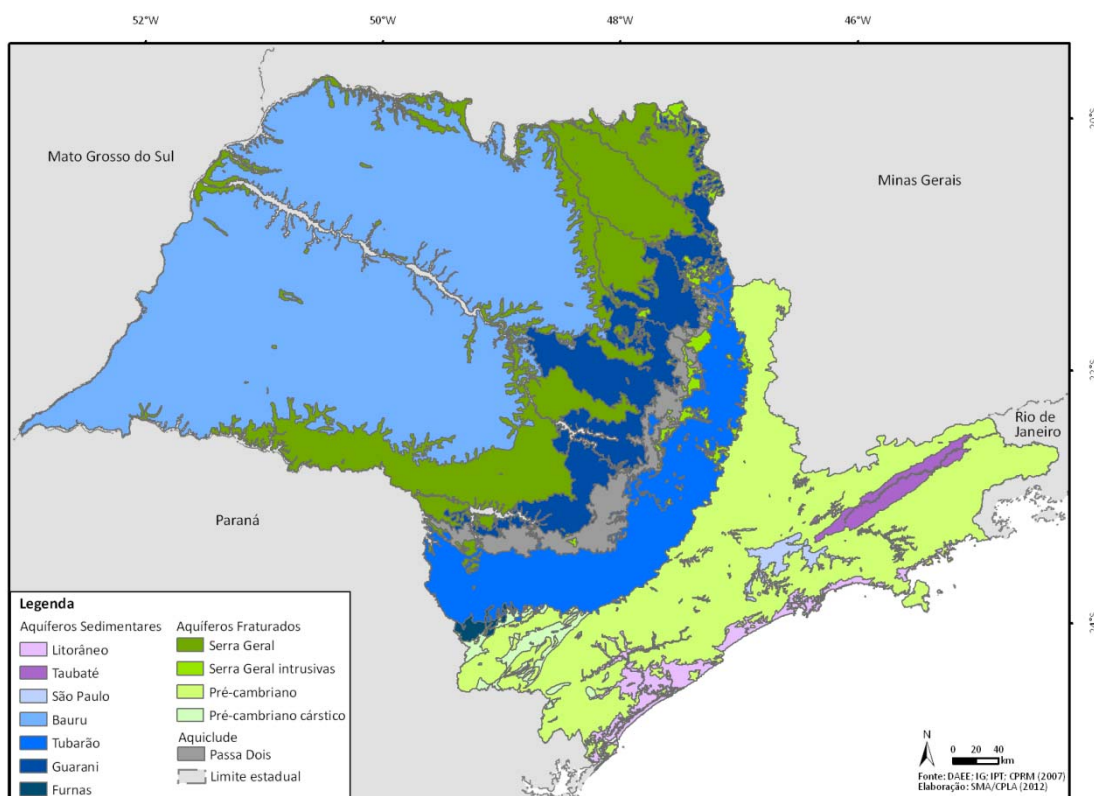 52°W 50°W 48°W 46°W
20°S
Mato Grosso do Sul
Minas Gerais
22°S
Rio de
Janeiro
Paraná
24°S
Legenda
Aquíferos Sedimentares
Litorâneo
Taubaté
São Paulo
Bauru
Tubarão
Guarani
Furnas
Aquíferos Fraturados
Serra Geral
Serra Geral intrusivas
Pré-cambriano
Pré-cambriano cárstico
Aquiclude
Passa Dois
Limite estadual
N
0 20 40
km
Fonte: DAEE; IG; IPT; CPRM (2007)
Elaboração: SMA/CPLA (2012)